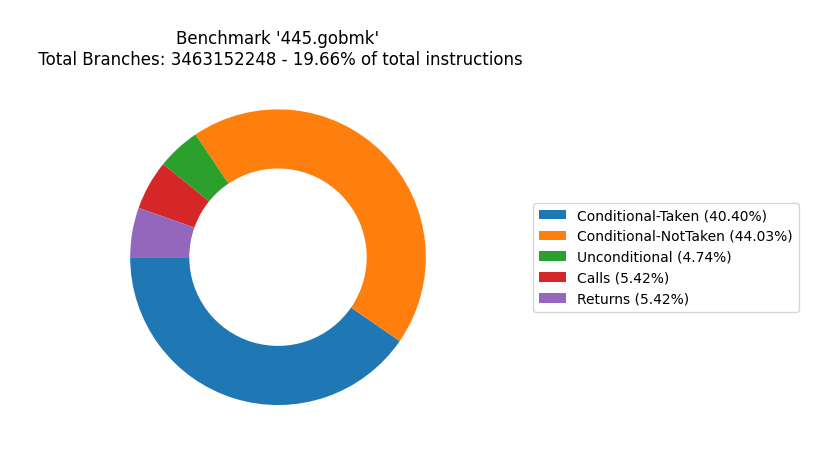 Benchmark '445.gobmk'
Total Branches: 3463152248 - 19.66% of total instructions
Conditional-Taken (40.40%)
Conditional-NotTaken (44.03%)
Unconditional (4.74%)
Calls (5.42%)
Returns (5.42%)